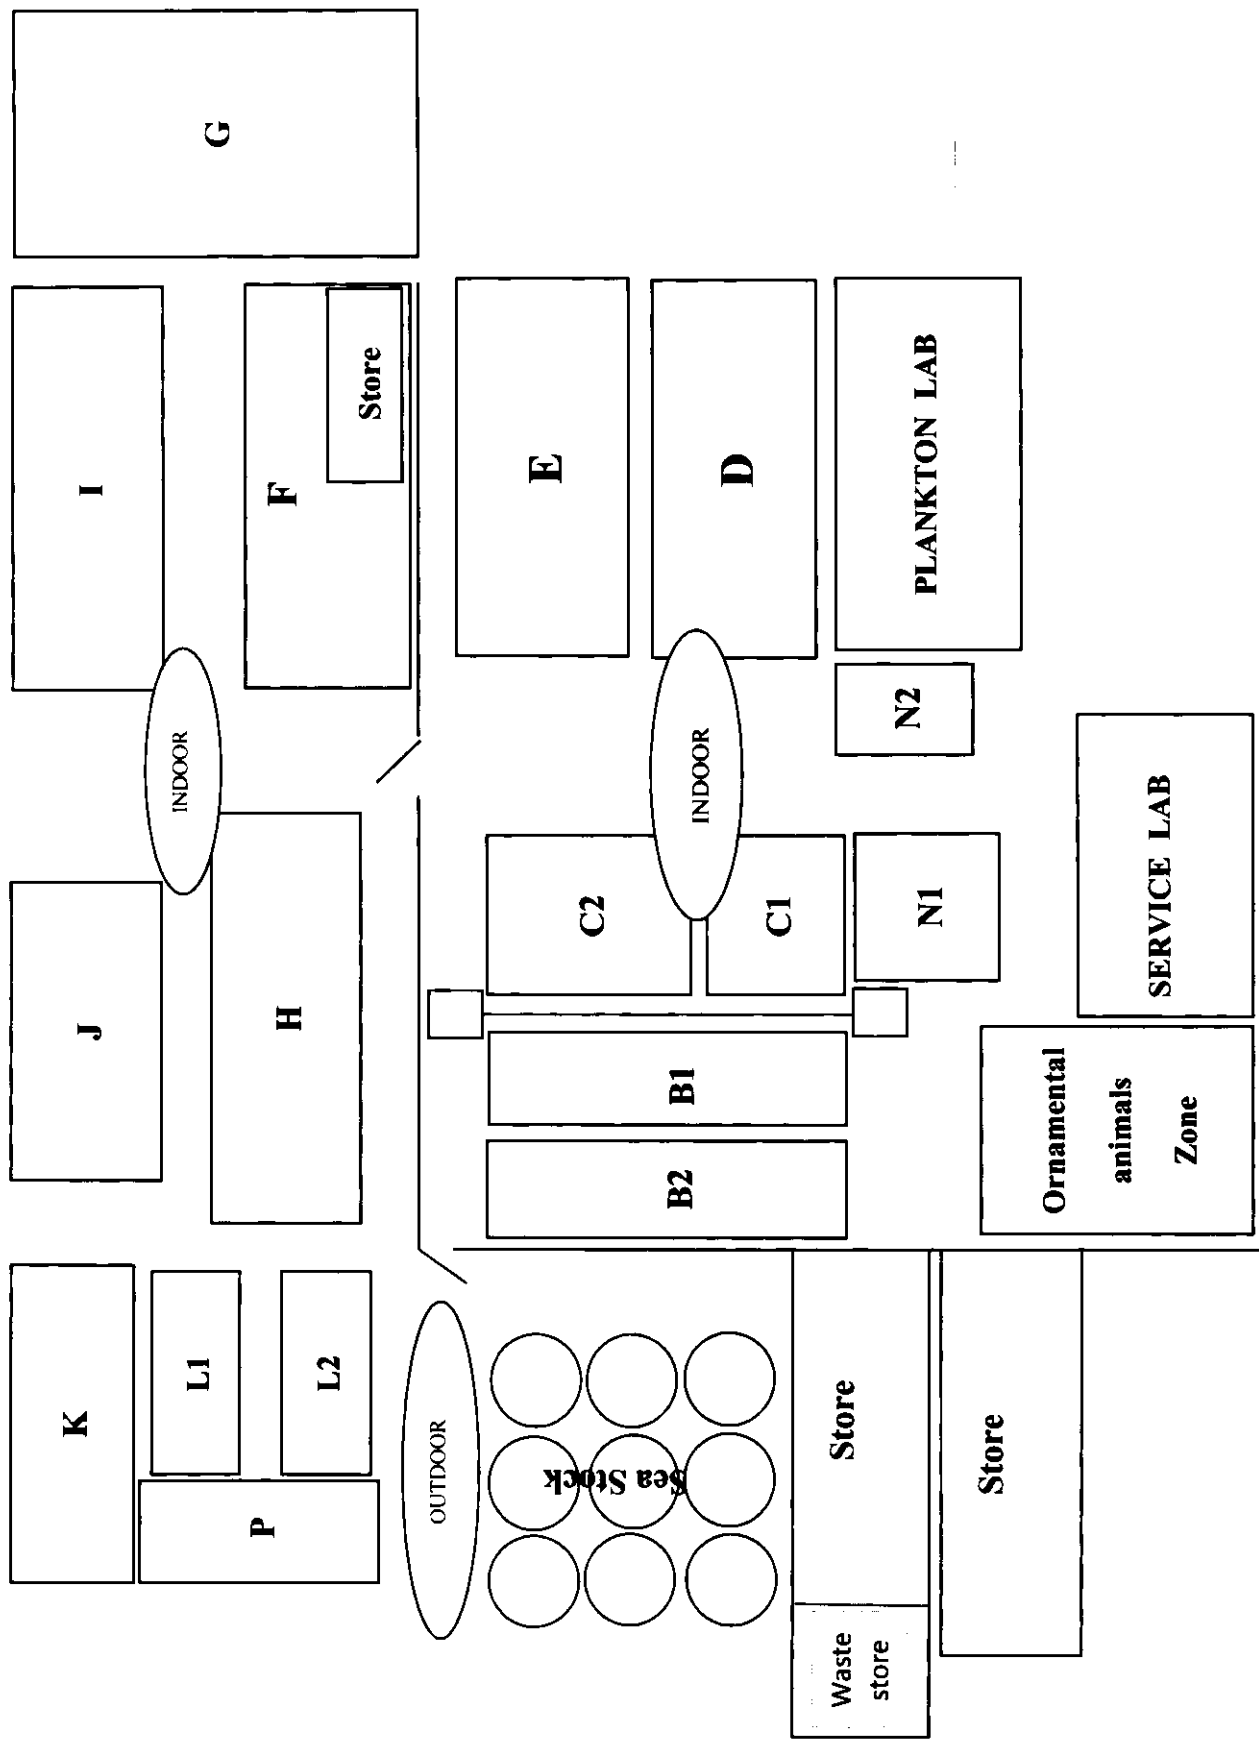 K
J
I
G
L1
INDOOR
P
L2
H
F
Store
OUTDOOR
Sea Stock
B2
B1
C2
E
C1
INDOOR
D
Waste
store
Store
N1
N2
PLANKTON LAB
Store
Ornamental
animals
Zone
SERVICE LAB